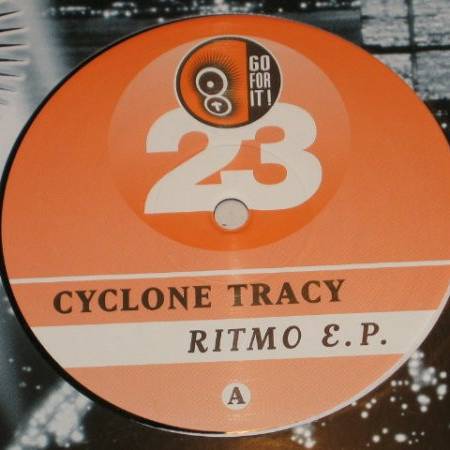 GO
FOR
IT!
23
CYCLONE TRACY
RITMO E.P.
A